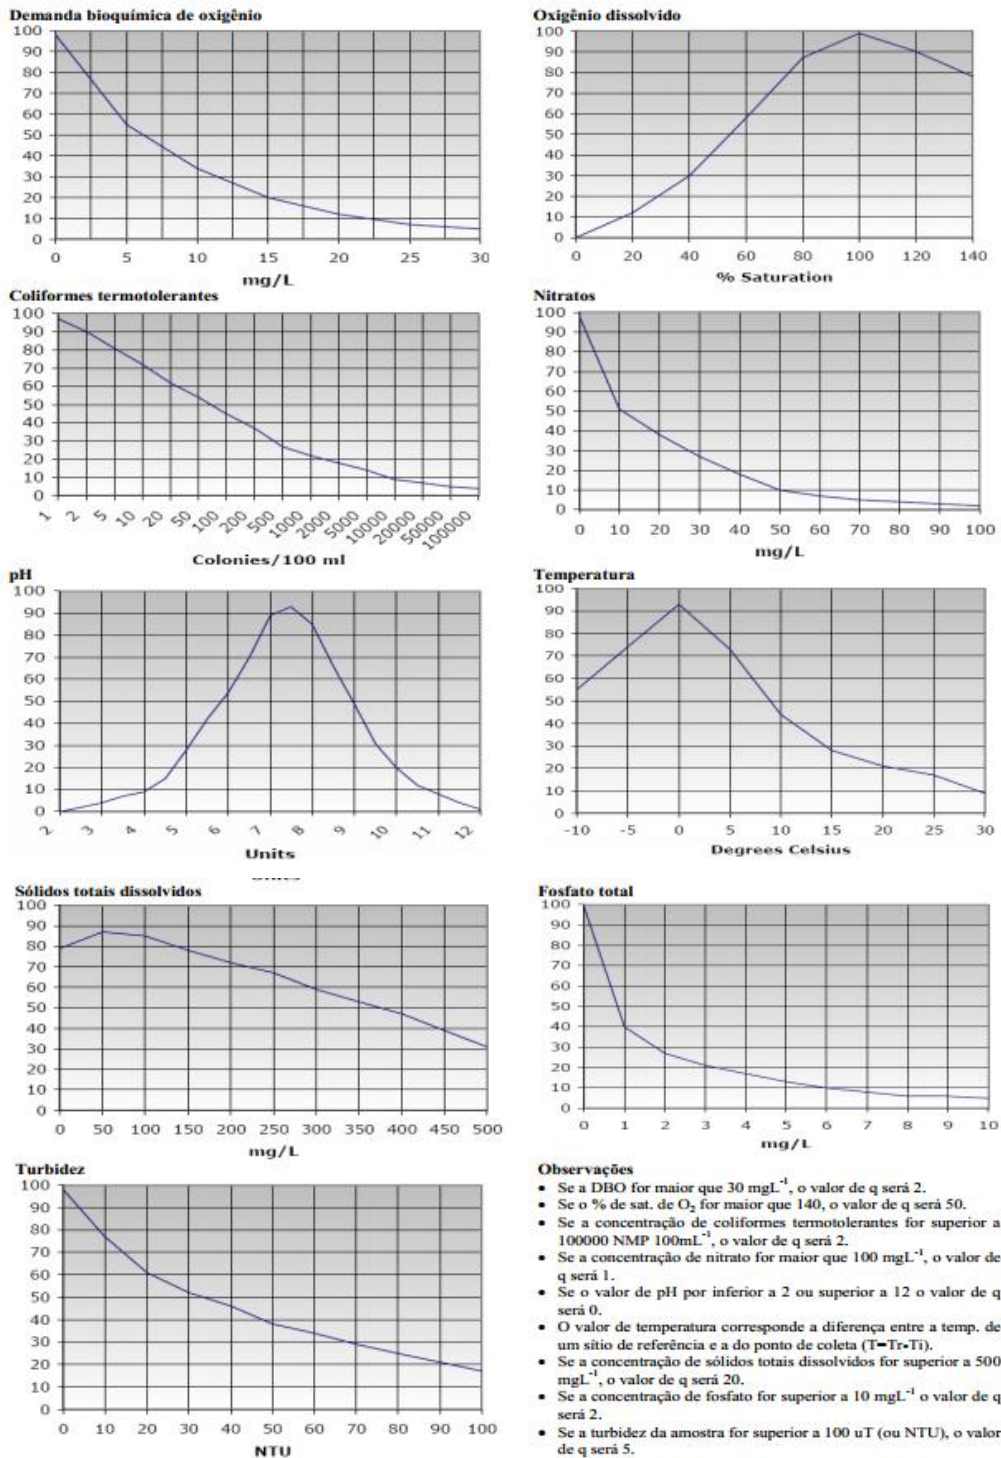 Demanda bioquímica de oxigênio
100
90
80
70
60
50
40
30
20
10
0
0 5 10 15 20 25 30
mg/L
Oxigênio dissolvido
100
90
80
70
60
50
40
30
20
10
0
0 20 40 60 80 100 120 140
% Saturation
Coliformes termotolerantes
100
90
80
70
60
50
40
30
20
10
0
1 2 5 10 20 50 100 200 500 1000 2000 5000 10000 20000 50000 100000
Colonies/100 ml
Nitratos
100
90
80
70
60
50
40
30
20
10
0
0 10 20 30 40 50 60 70 80 90 100
mg/L
pH
100
90
80
70
60
50
40
30
20
10
0
2 3 4 5 6 7 8 9 10 11 12
Units
Temperatura
100
90
80
70
60
50
40
30
20
10
0
-10 -5 0 5 10 15 20 25 30
Degrees Celsius
Sólidos totais dissolvidos
100
90
80
70
60
50
40
30
20
10
0
0 50 100 150 200 250 300 350 400 450 500
mg/L
Fosfato total
100
90
80
70
60
50
40
30
20
10
0
0 1 2 3 4 5 6 7 8 9 10
mg/L
Turbidez
100
90
80
70
60
50
40
30
20
10
0
0 10 20 30 40 50 60 70 80 90 100
NTU
Observações
• Se a DBO for maior que 30 mgL⁻¹, o valor de q será 2.
• Se o % de sat. de O₂ for maior que 140, o valor de q será 50.
• Se a concentração de coliformes termotolerantes for superior a
100000 NMP 100mL⁻¹, o valor de q será 2.
• Se a concentração de nitrato for maior que 100 mgL⁻¹, o valor de
q será 1.
• Se o valor de pH por inferior a 2 ou superior a 12 o valor de q
será 0.
• O valor de temperatura corresponde a diferença entre a temp. de
um sítio de referência e a do ponto de coleta (T=Tr-Ti).
• Se a concentração de sólidos totais dissolvidos for superior a 500
mgL⁻¹, o valor de q será 20.
• Se a concentração de fosfato for superior a 10 mgL⁻¹ o valor de q
será 2.
• Se a turbidez da amostra for superior a 100 uT (ou NTU), o valor
de q será 5.